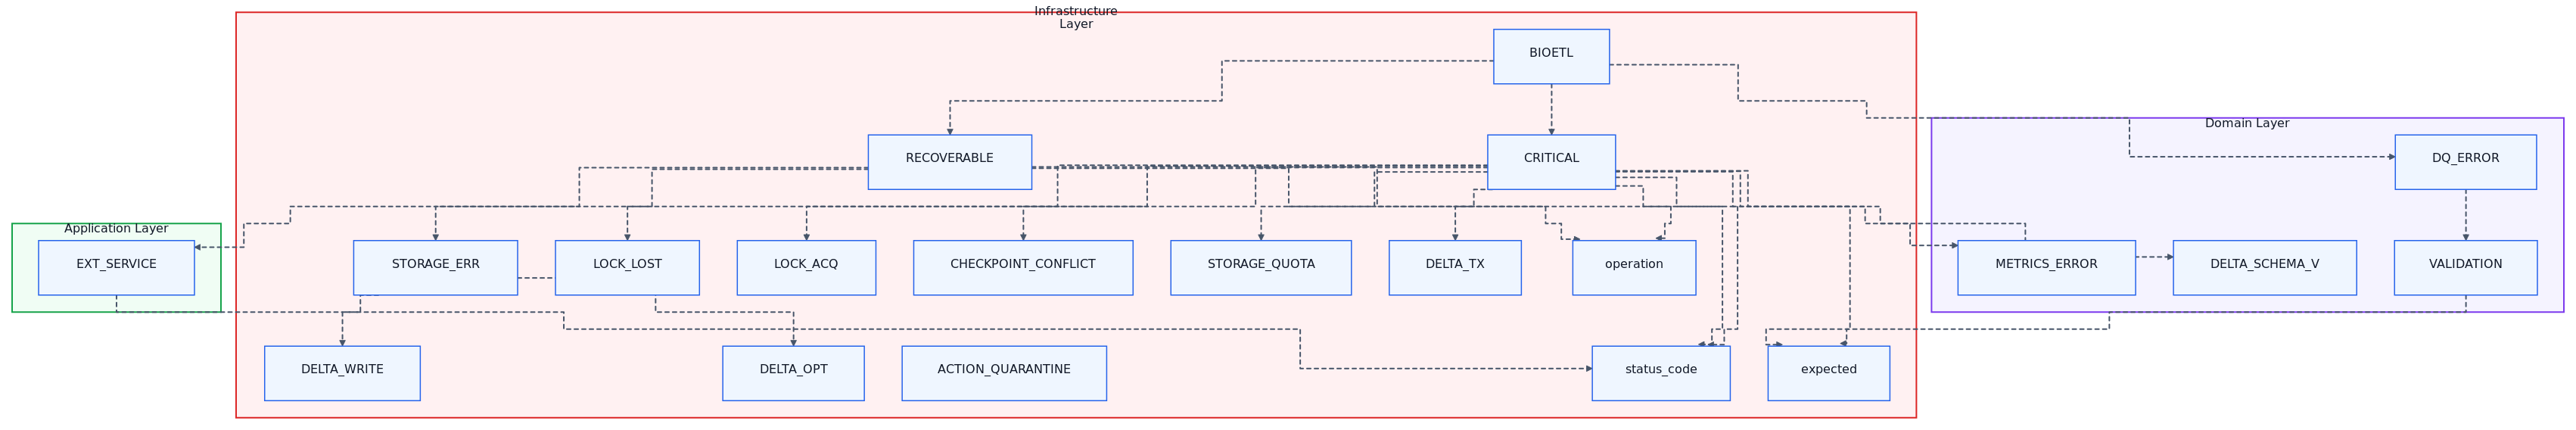 Infrastructure
Layer
BIOETL
Domain Layer
RECOVERABLE
CRITICAL
DQ_ERROR
Application Layer
EXT_SERVICE
STORAGE_ERR
LOCK_LOST
LOCK_ACQ
CHECKPOINT_CONFLICT
STORAGE_QUOTA
DELTA_TX
operation
METRICS_ERROR
DELTA_SCHEMA_V
VALIDATION
DELTA_WRITE
DELTA_OPT
ACTION_QUARANTINE
status_code
expected